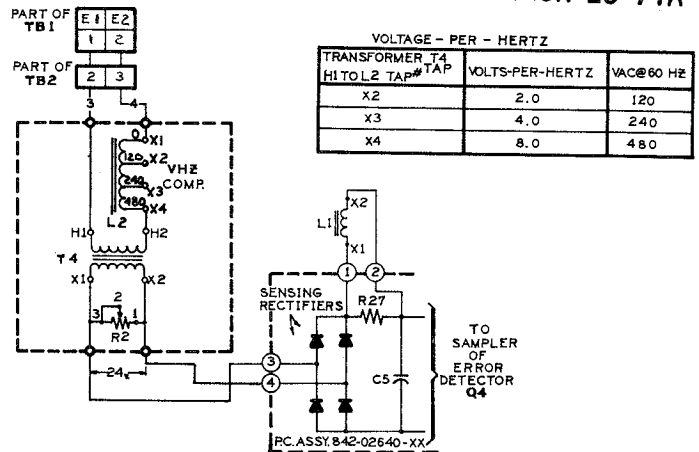 PART OF TB1
E1 E2
1 2
PART OF TB2
2 3
3 4
VOLTAGE-PER-HERTZ
TRANSFORMER T4 H1 TO L2 TAP# TAP
VOLTS-PER-HERTZ
VAC@60 HZ
X2 2.0 120
X3 4.0 240
X4 8.0 480
0 X1
120 X2
VHZ COMP.
240 X3
480 X4
L2
H1 H2
T4
X1 X2
3 2 1
R2
24
L1
X2
X1
1 2
SENSING RECTIFIERS
R27
3
4
C5
TO SAMPLER OF ERROR DETECTOR Q4
P.C. ASSY. 842-02640-XX